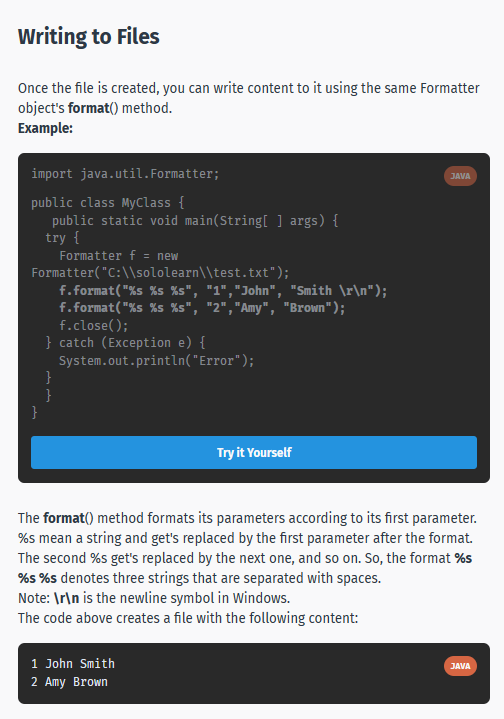 Writing to Files
Once the file is created, you can write content to it using the same Formatter
object's format() method.
Example:
import java.util.Formatter;
JAVA
public class MyClass {
   public static void main(String[ ] args) {
  try {
    Formatter f = new
Formatter("C:\\sololearn\\test.txt");
    f.format("%s %s %s", "1","John", "Smith \r\n");
    f.format("%s %s %s", "2","Amy", "Brown");
    f.close();
  } catch (Exception e) {
    System.out.println("Error");
  }
  }
}
Try it Yourself
The format() method formats its parameters according to its first parameter.
%s mean a string and get's replaced by the first parameter after the format.
The second %s get's replaced by the next one, and so on. So, the format %s
%s %s denotes three strings that are separated with spaces.
Note: \r\n is the newline symbol in Windows.
The code above creates a file with the following content:
1 John Smith
JAVA
2 Amy Brown